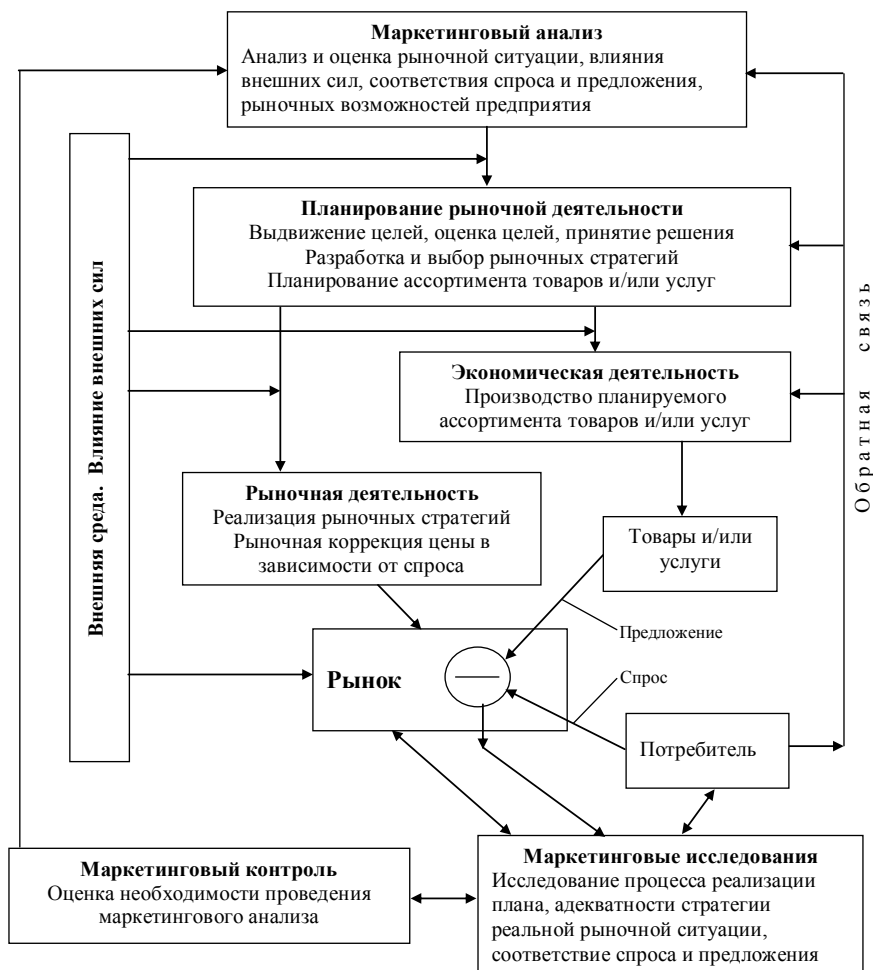 Маркетинговый анализ
Анализ и оценка рыночной ситуации, влияния
внешних сил, соответствия спроса и предложения,
рыночных возможностей предприятия
Внешняя среда. Влияние внешних сил
Планирование рыночной деятельности
Выдвижение целей, оценка целей, принятие решения
Разработка и выбор рыночных стратегий
Планирование ассортимента товаров и/или услуг
Обратная связь
Экономическая деятельность
Производство планируемого
ассортимента товаров и/или услуг
Рыночная деятельность
Реализация рыночных стратегий
Рыночная коррекция цены в
зависимости от спроса
Товары и/или
услуги
Предложение
Рынок
Спрос
Потребитель
Маркетинговый контроль
Оценка необходимости проведения
маркетингового анализа
Маркетинговые исследования
Исследование процесса реализации
плана, адекватности стратегии
реальной рыночной ситуации,
соответствие спроса и предложения